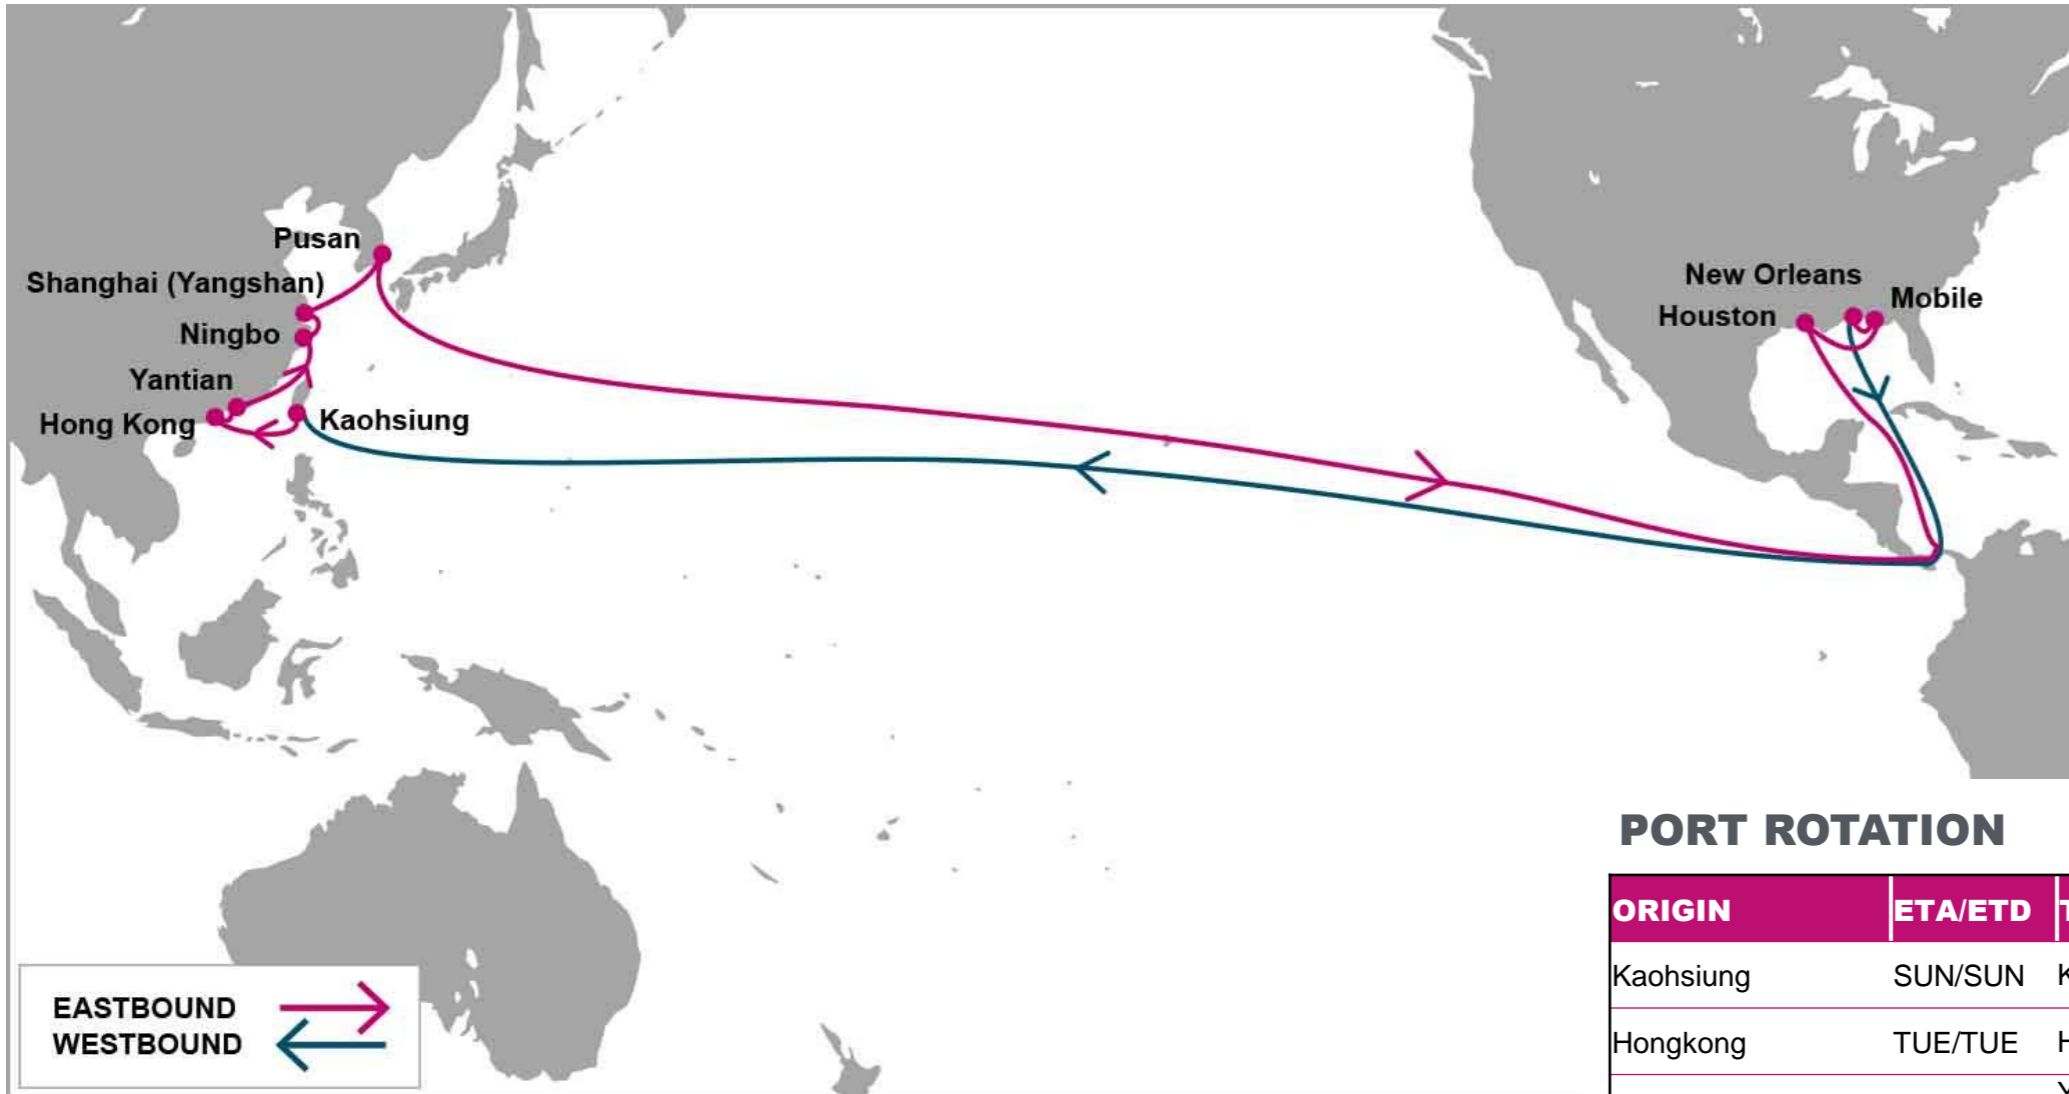 Pusan
Shanghai (Yangshan)
Ningbo
Yantian
Hong Kong
Kaohsiung
New Orleans
Mobile
Houston
EASTBOUND
WESTBOUND
PORT ROTATION
ORIGIN ETA/ETD
Kaohsiung SUN/SUN
Hongkong TUE/TUE